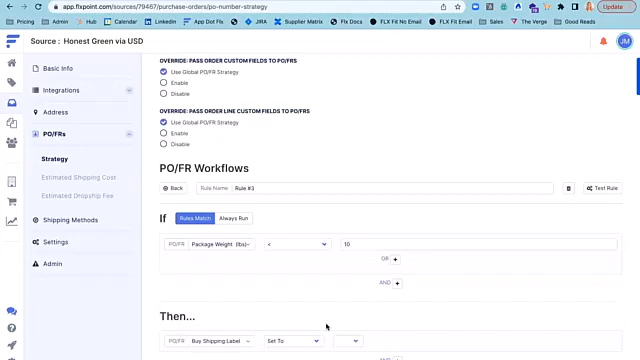 app.flxpoint.com/sources/79467/purchase-orders/po-number-strategy
Update
Pricing
Admin
Hub
Calendar
LinkedIn
App Dot Flx
JIRA
Supplier Matrix
Flx Docs
FLX Fit No Email
FLX Fit Email
Sales
The Verge
Good Reads
Source : Honest Green via USD
JM
Basic Info
Integrations
Address
PO/FRs
Strategy
Estimated Shipping Cost
Estimated Dropship Fee
Shipping Methods
Settings
Admin
OVERRIDE: PASS ORDER CUSTOM FIELDS TO PO/FRS
Use Global PO/FR Strategy
Enable
Disable
OVERRIDE: PASS ORDER LINE CUSTOM FIELDS TO PO/FRS
Use Global PO/FR Strategy
Enable
Disable
PO/FR Workflows
Back
Rule Name
Rule #3
Test Rule
If
Rules Match
Always Run
PO/FR
Package Weight (lbs)
<
10
OR +
AND +
Then...
PO/FR
Buy Shipping Label
Set To